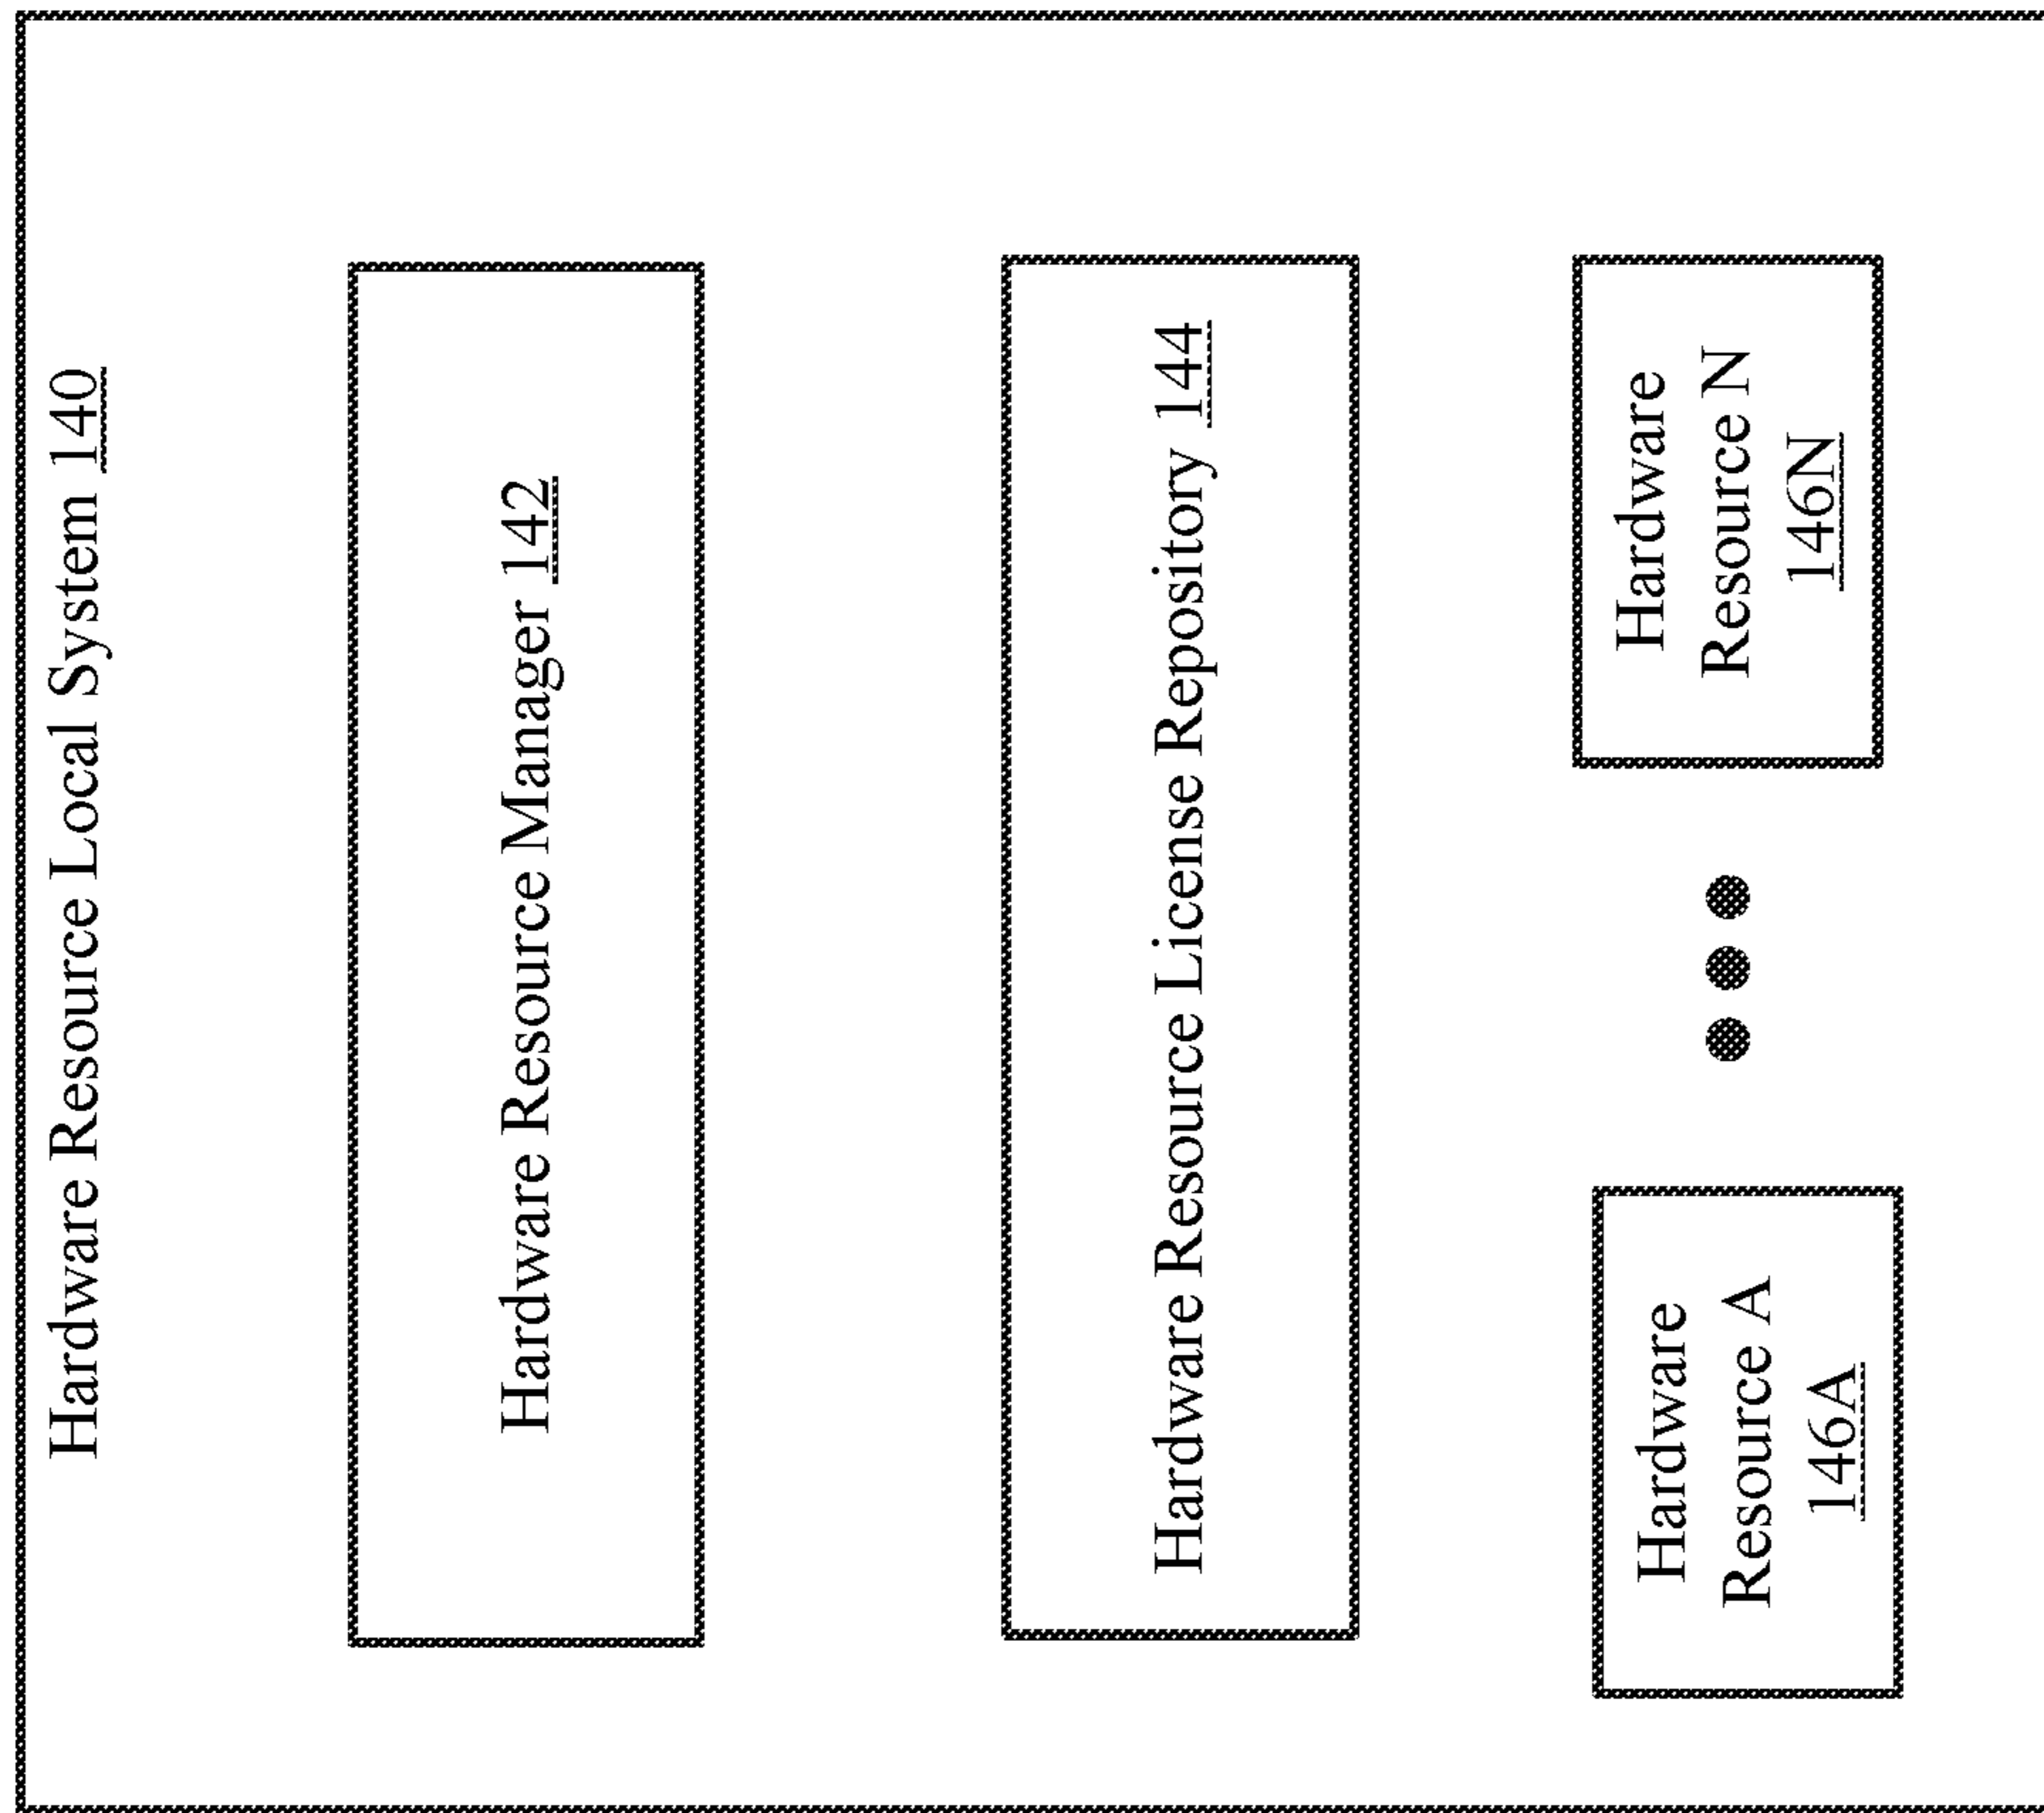 Hardware Resource Local System 140
Hardware Resource Manager 142
Hardware Resource License Repository 144
Hardware
Resource A
146A
Hardware
Resource N
146N